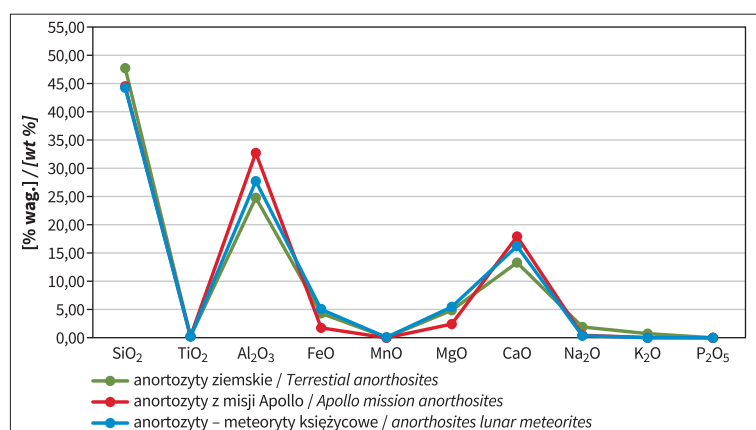 55,00
50,00
45,00
40,00
35,00
30,00
25,00
20,00
15,00
10,00
5,00
0,00
[% wag.] / [wt %]
SiO₂ TiO₂ Al₂O₃ FeO MnO MgO CaO Na₂O K₂O P₂O₅
anortozyty ziemskie / Terrestial anorthosites
anortozyty z misji Apollo / Apollo mission anorthosites
anortozyty – meteoryty księżycowe / anorthosites lunar meteorites